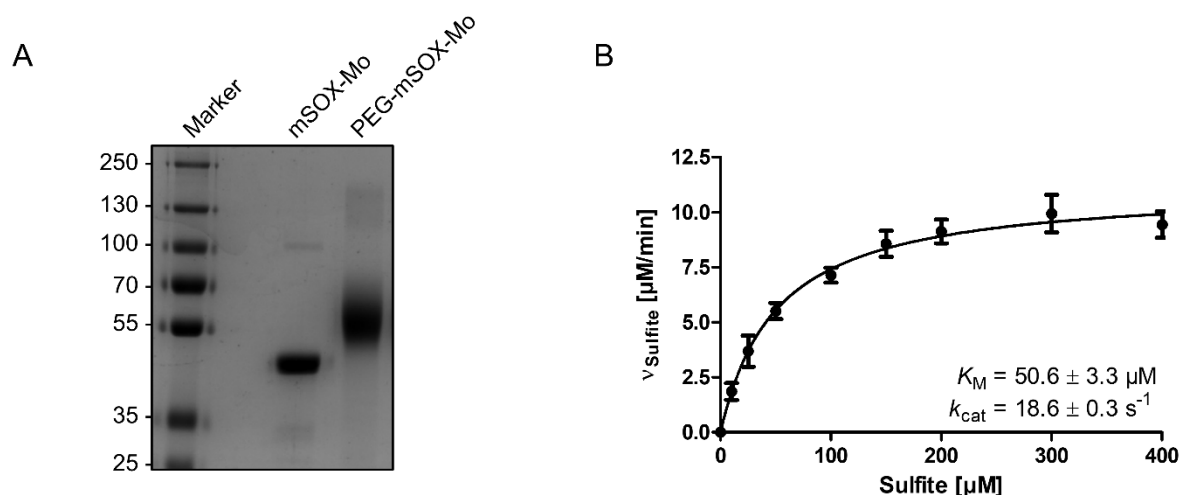 A
Marker
mSOX-Mo
PEG-mSOX-Mo
250
130
100
70
55
35
25
B
12.5
10.0
7.5
5.0
2.5
0.0
νSulfite [µM/min]
KM = 50.6 ± 3.3 µM
kcat = 18.6 ± 0.3 s⁻¹
0 100 200 300 400
Sulfite [µM]